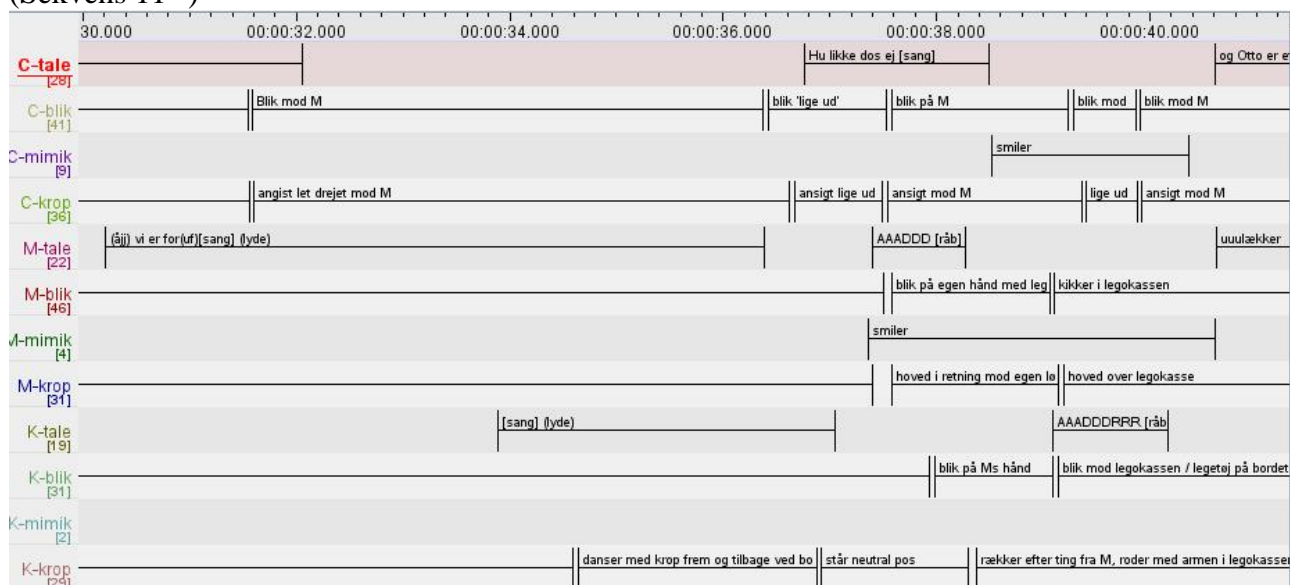 (Sekvens 11
30.000 00:00:32.000 00:00:34.000 00:00:36.000 00:00:38.000 00:00:40.000
C-tale Hu likke dos ej [sang] og Otto er e
[28]
C-blik Blik mod M blik 'lige ud' blik på M blik mod blik mod M
[41]
C-mimik smiler
[9]
C-krop angist let drejet mod M ansigt lige ud ansigt mod M lige ud ansigt mod M
[36]
M-tale (åjj) vi er for(uf)[sang] (lyde) AAADDD [råb] uuulækker
[22]
M-blik blik på egen hånd med leg kikker i legokassen
[46]
M-mimik smiler
[4]
M-krop hoved i retning mod egen lø hoved over legokasse
[31]
K-tale [sang] (lyde) AAADDDRRR [råb
[19]
K-blik blik på Ms hånd blik mod legokassen / legetøj på bordet
[31]
K-mimik
[2]
K-krop danser med krop frem og tilbage ved bo står neutral pos rækker efter ting fra M, roder med armen i legokassen
[29]